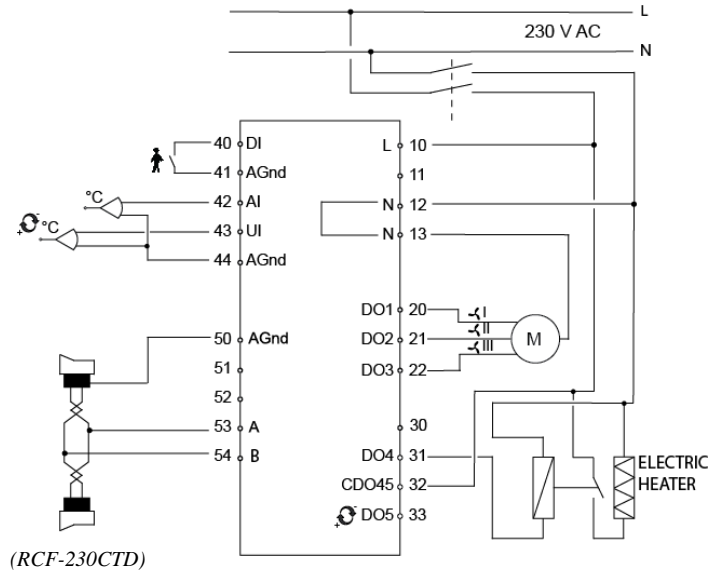 L
230 V AC
N
40 DI
41 AGnd
42 AI
43 UI
44 AGnd
°C
°C
50 AGnd
51
52
53 A
54 B
L 10
11
N 12
N 13
DO1 20 I
DO2 21 II
DO3 22 III
M
30
DO4 31
CDO45 32
DO5 33
ELECTRIC
HEATER
(RCF-230CTD)